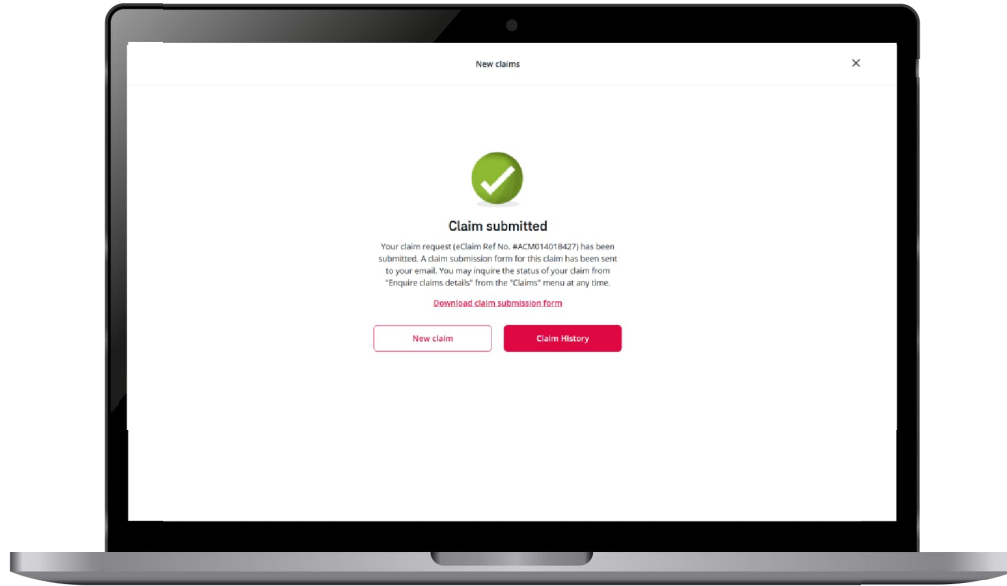 New claims
Claim submitted
Your claim request (eClaim Ref No. #ACM014018427) has been
submitted. A claim submission form for this claim has been sent
to your email. You may inquire the status of your claim from
"Enquire claims details" from the "Claims" menu at any time.
Download claim submission form
New claim Claim History